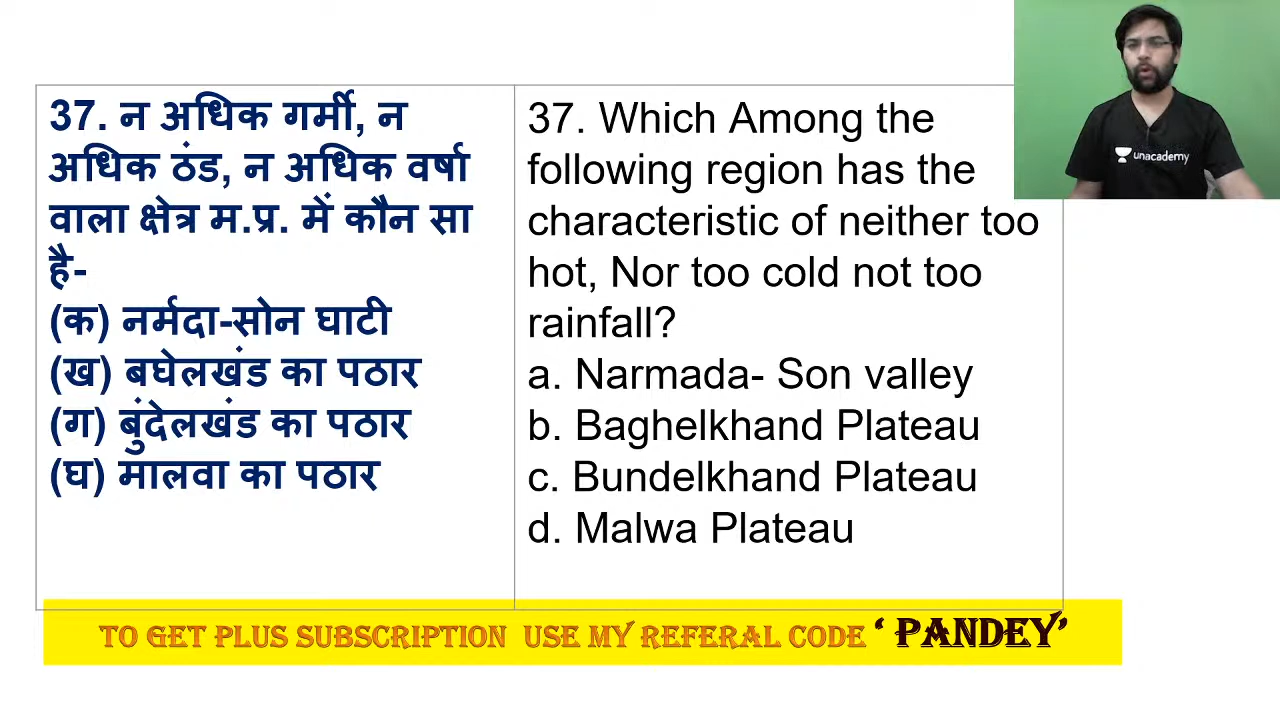 37. न अधिक गर्मी, न
अधिक ठंड, न अधिक वर्षा
वाला क्षेत्र म.प्र. में कौन सा
है-
(क) नर्मदा-सोन घाटी
(ख) बघेलखंड का पठार
(ग) बुंदेलखंड का पठार
(घ) मालवा का पठार
37. Which Among the
following region has the
characteristic of neither too
hot, Nor too cold not too
rainfall?
a. Narmada- Son valley
b. Baghelkhand Plateau
c. Bundelkhand Plateau
d. Malwa Plateau
unacademy
TO GET PLUS SUBSCRIPTION USE MY REFERAL CODE ‘ PANDEY’